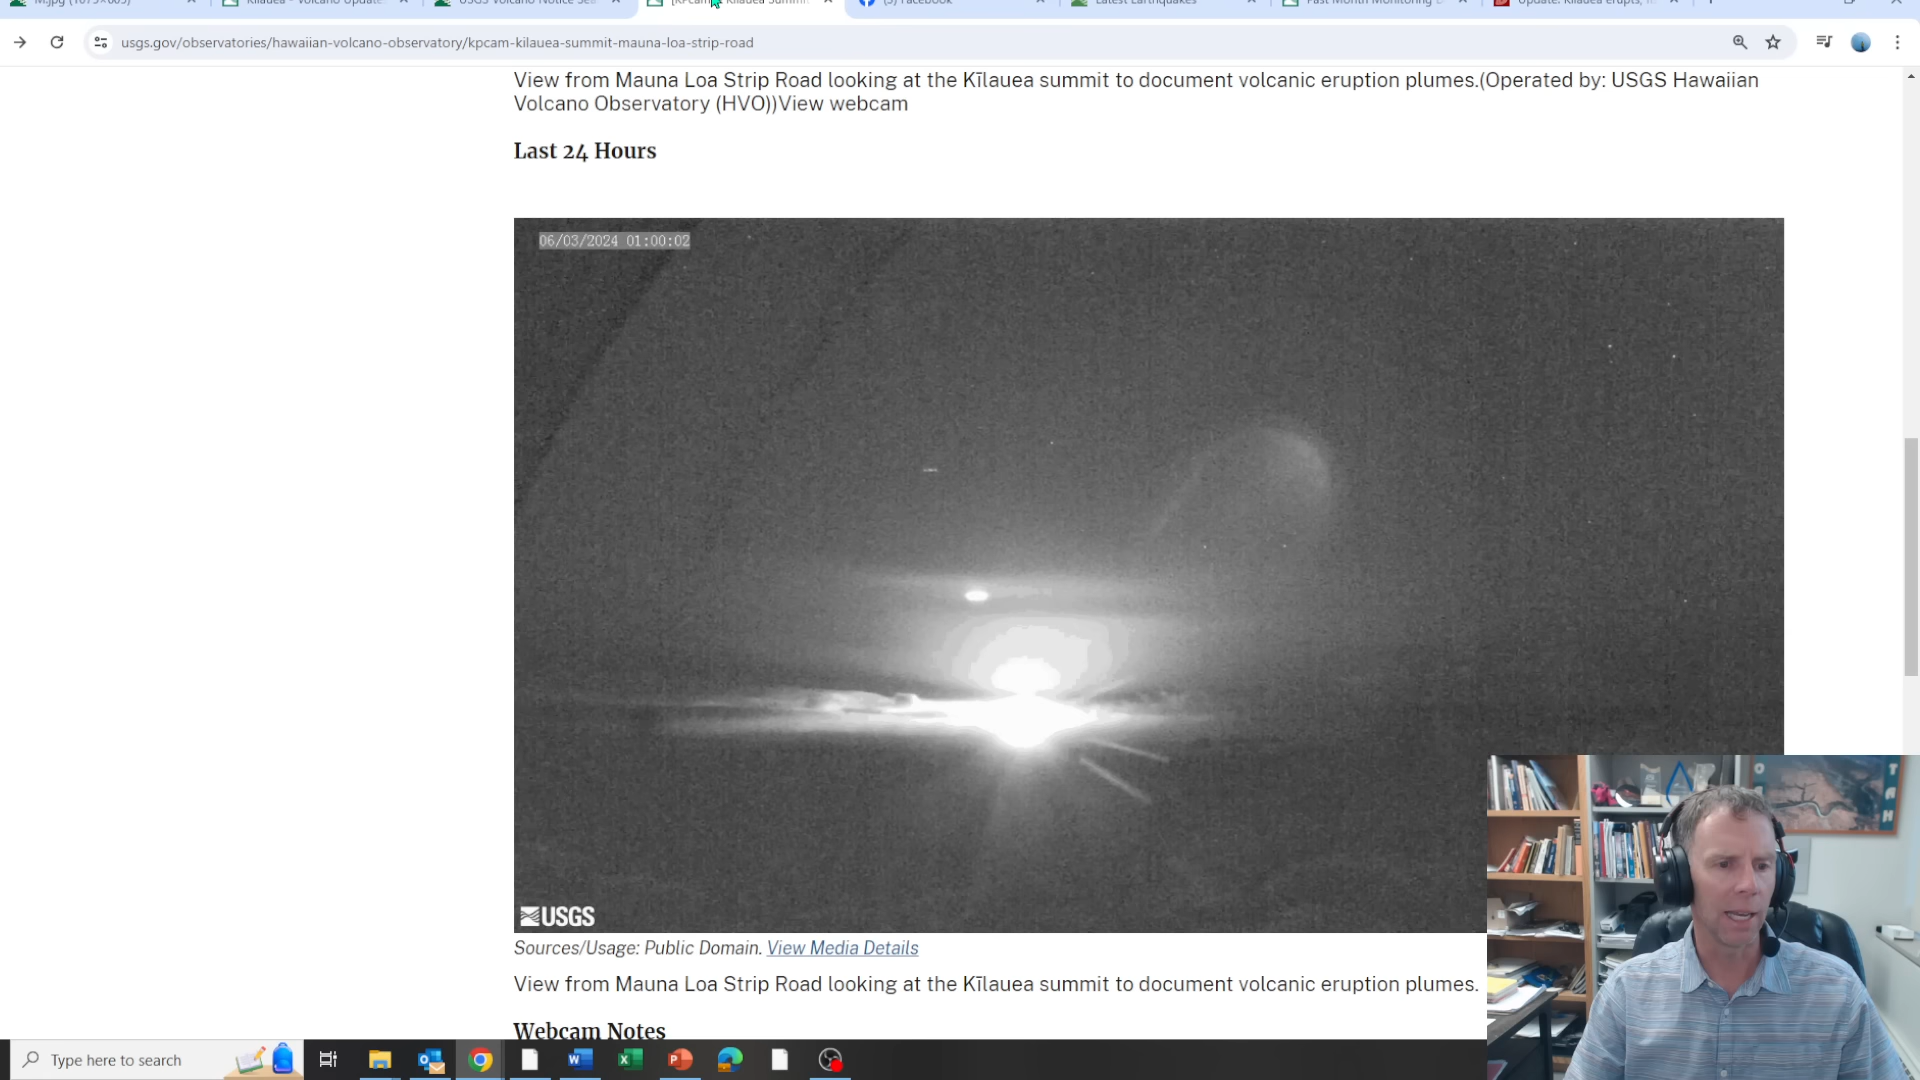 usgs.gov/observatories/hawaiian-volcano-observatory/kpcam-kilauea-summit-mauna-loa-strip-road
View from Mauna Loa Strip Road looking at the Kīlauea summit to document volcanic eruption plumes.(Operated by: USGS Hawaiian
Volcano Observatory (HVO))View webcam
Last 24 Hours
06/03/2024 01:00:02
USGS
Sources/Usage: Public Domain. View Media Details
View from Mauna Loa Strip Road looking at the Kīlauea summit to document volcanic eruption plumes.
Webcam Notes
Type here to search